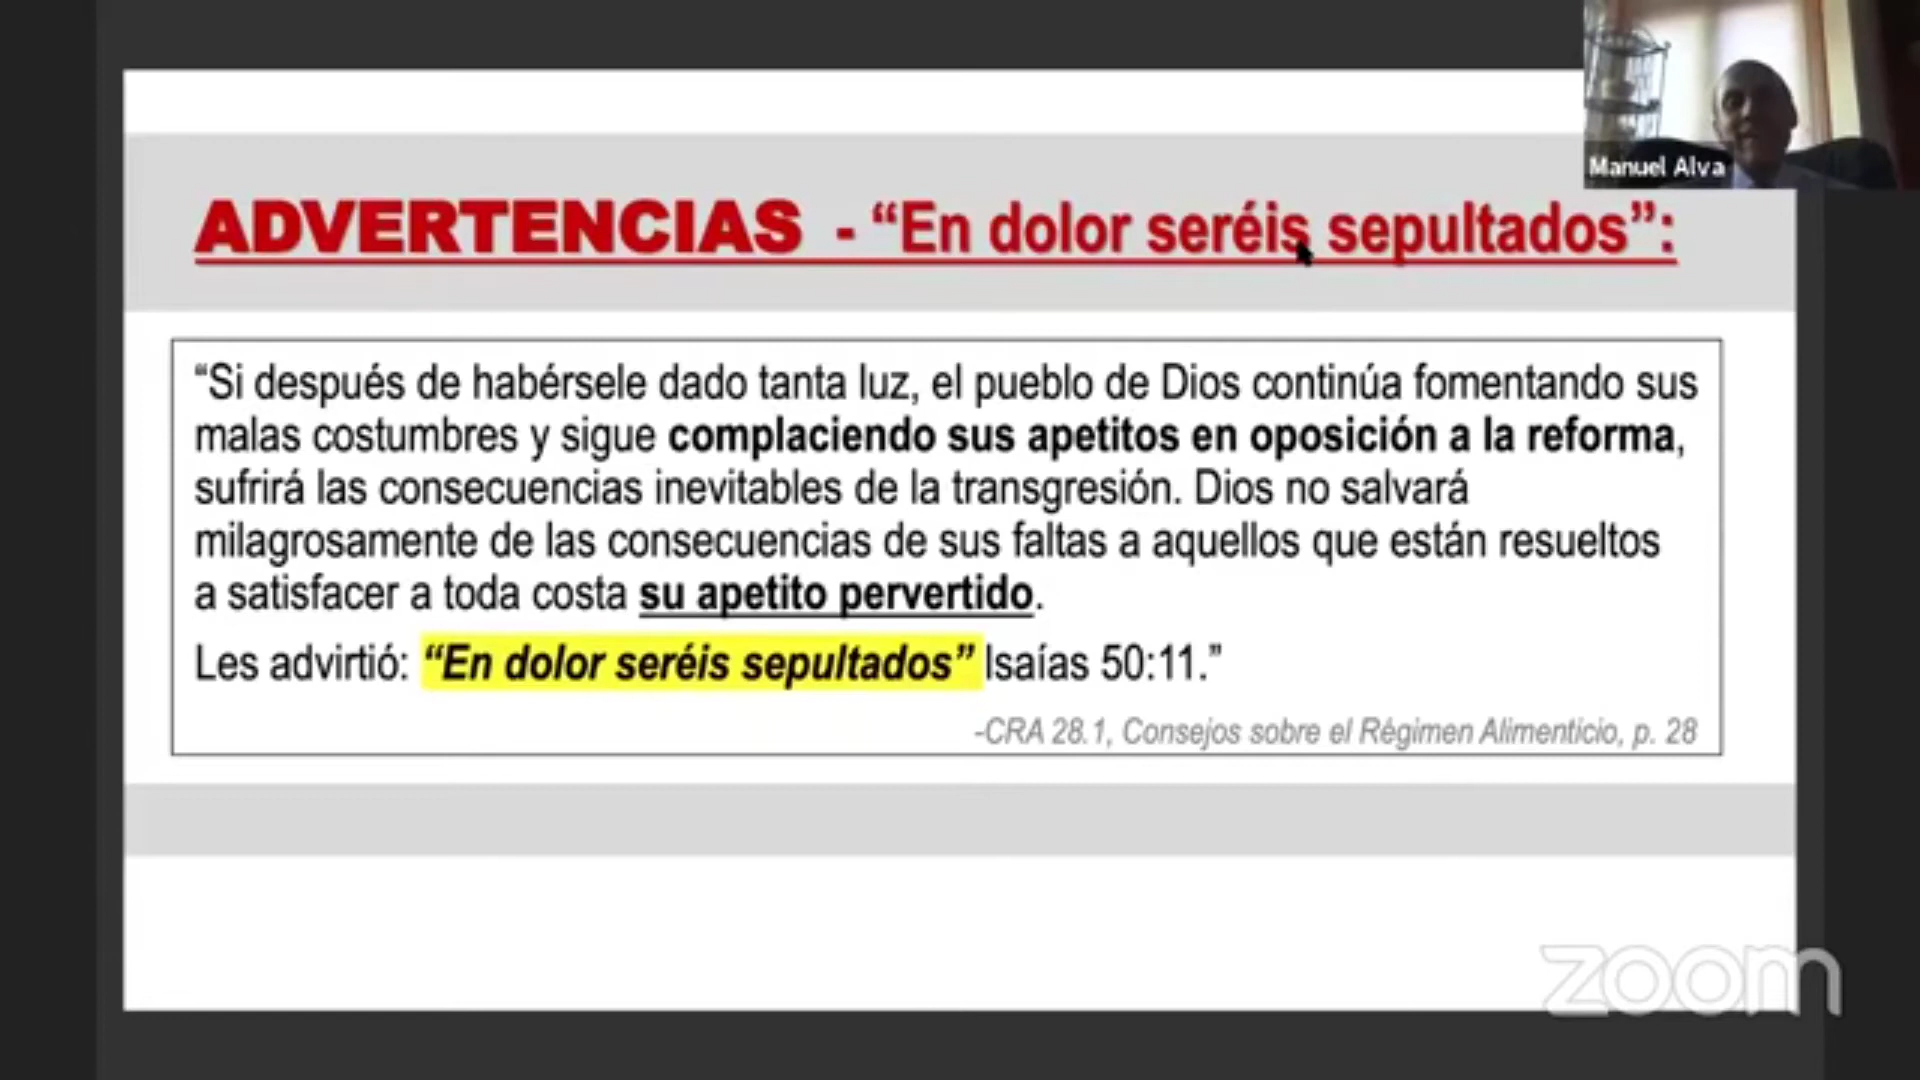 Manuel Alva
ADVERTENCIAS - “En dolor seréis sepultados”:
“Si después de habérsele dado tanta luz, el pueblo de Dios continúa fomentando sus
malas costumbres y sigue complaciendo sus apetitos en oposición a la reforma,
sufrirá las consecuencias inevitables de la transgresión. Dios no salvará
milagrosamente de las consecuencias de sus faltas a aquellos que están resueltos
a satisfacer a toda costa su apetito pervertido.
Les advirtió: “En dolor seréis sepultados” Isaías 50:11.”
-CRA 28.1, Consejos sobre el Régimen Alimenticio, p. 28
zoom